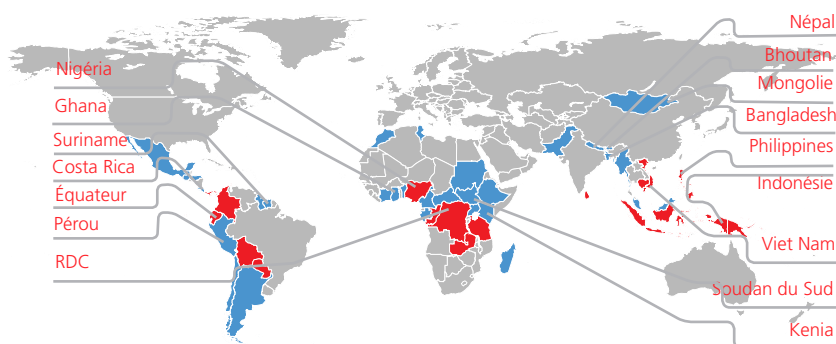 Nigéria
Ghana
Suriname
Costa Rica
Équateur
Pérou
RDC
Népal
Bhoutan
Mongolie
Bangladesh
Philippines
Indonésie
Viet Nam
Soudan du Sud
Kenia